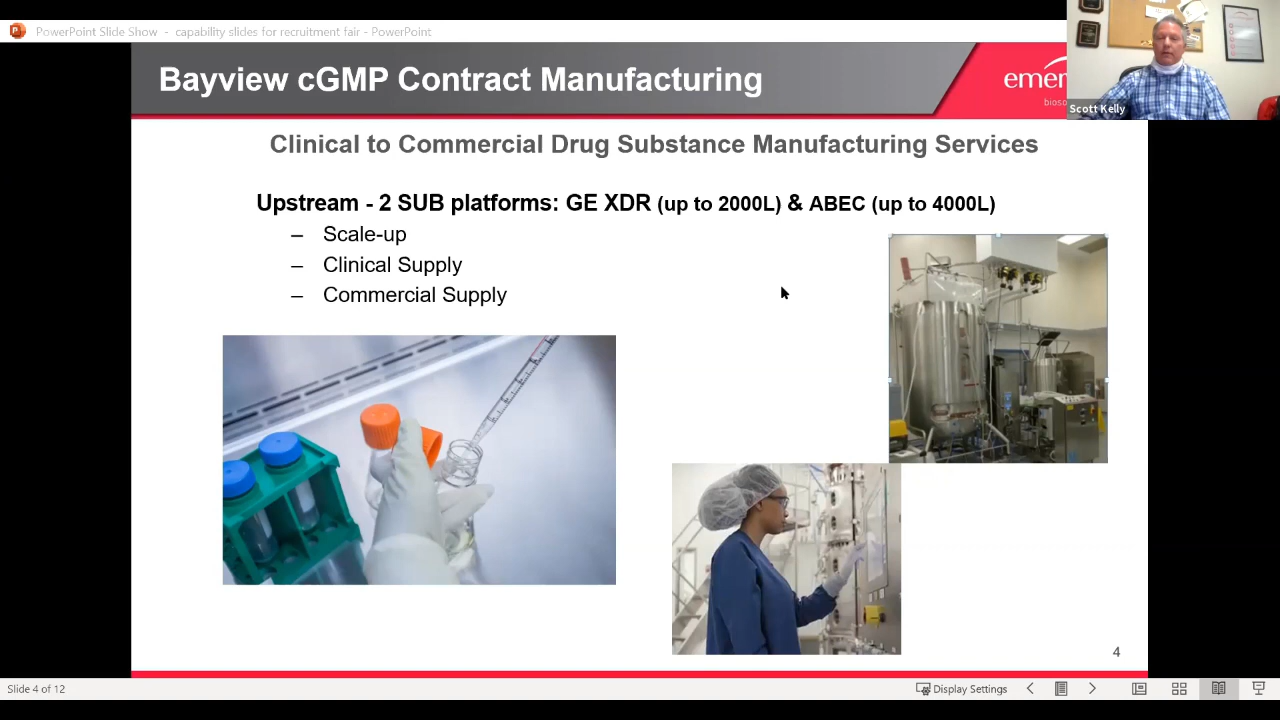 PowerPoint Slide Show - capability slides for recruitment fair - PowerPoint
Bayview cGMP Contract Manufacturing
emer
bioso
Scott Kelly
Clinical to Commercial Drug Substance Manufacturing Services
Upstream - 2 SUB platforms: GE XDR (up to 2000L) & ABEC (up to 4000L)
– Scale-up
– Clinical Supply
– Commercial Supply
4
Slide 4 of 12
Display Settings